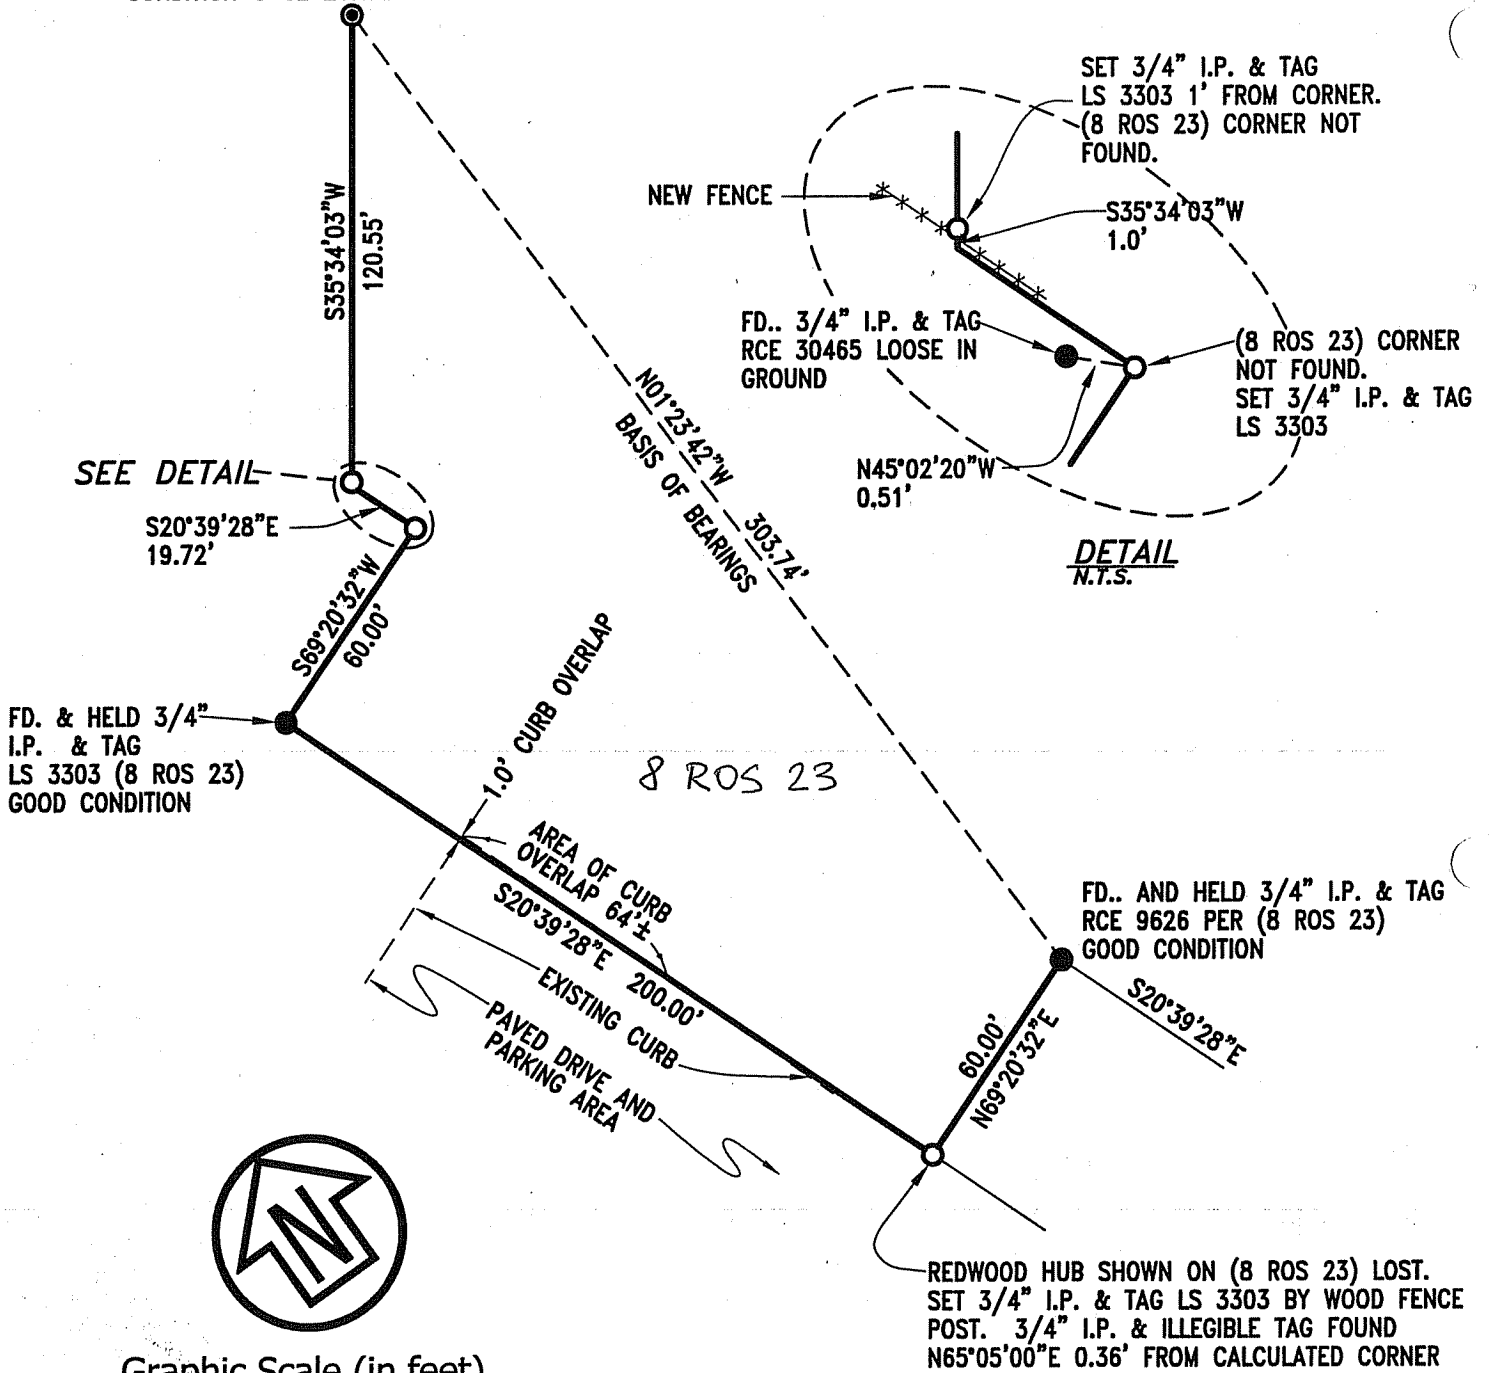 SET 3/4" I.P. & TAG
LS 3303 1' FROM CORNER.
(8 ROS 23) CORNER NOT
FOUND.
NEW FENCE
S35°34'03"W
1.0'
FD.. 3/4" I.P. & TAG
RCE 30465 LOOSE IN
GROUND
(8 ROS 23) CORNER
NOT FOUND.
SET 3/4" I.P. & TAG
LS 3303
N45°02'20"W
0.51'
DETAIL
N.T.S.
S35°34'03"W
120.55'
N01°23'42"W 303.74'
BASIS OF BEARINGS
SEE DETAIL
S20°39'28"E
19.72'
S69°20'32"W
60.00'
FD. & HELD 3/4"
I.P. & TAG
LS 3303 (8 ROS 23)
GOOD CONDITION
1.0' CURB OVERLAP
8 ROS 23
AREA OF CURB
OVERLAP 64'±
S20°39'28"E 200.00'
EXISTING CURB
PAVED DRIVE AND
PARKING AREA
FD.. AND HELD 3/4" I.P. & TAG
RCE 9626 PER (8 ROS 23)
GOOD CONDITION
S20°39'28"E
60.00'
N69°20'32"E
N
REDWOOD HUB SHOWN ON (8 ROS 23) LOST.
SET 3/4" I.P. & TAG LS 3303 BY WOOD FENCE
POST. 3/4" I.P. & ILLEGIBLE TAG FOUND
N65°05'00"E 0.36' FROM CALCULATED CORNER
Graphic Scale (in feet)